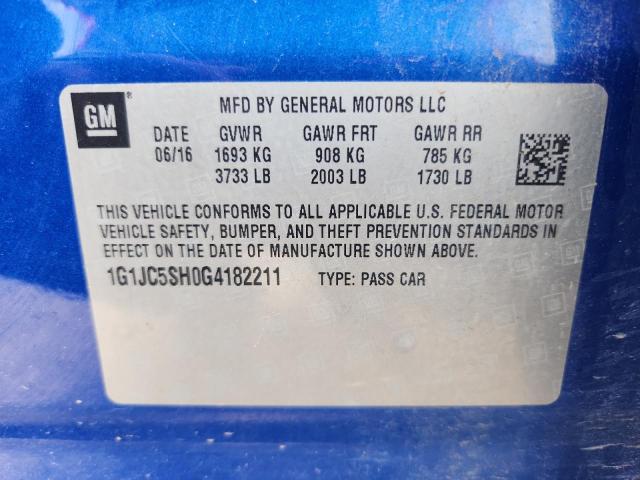 GM
MFD BY GENERAL MOTORS LLC
DATE GVWR GAWR FRT GAWR RR
06/16 1693 KG 908 KG 785 KG
3733 LB 2003 LB 1730 LB
THIS VEHICLE CONFORMS TO ALL APPLICABLE U.S. FEDERAL MOTOR
VEHICLE SAFETY, BUMPER, AND THEFT PREVENTION STANDARDS IN
EFFECT ON THE DATE OF MANUFACTURE SHOWN ABOVE.
1G1JC5SH0G4182211 TYPE: PASS CAR